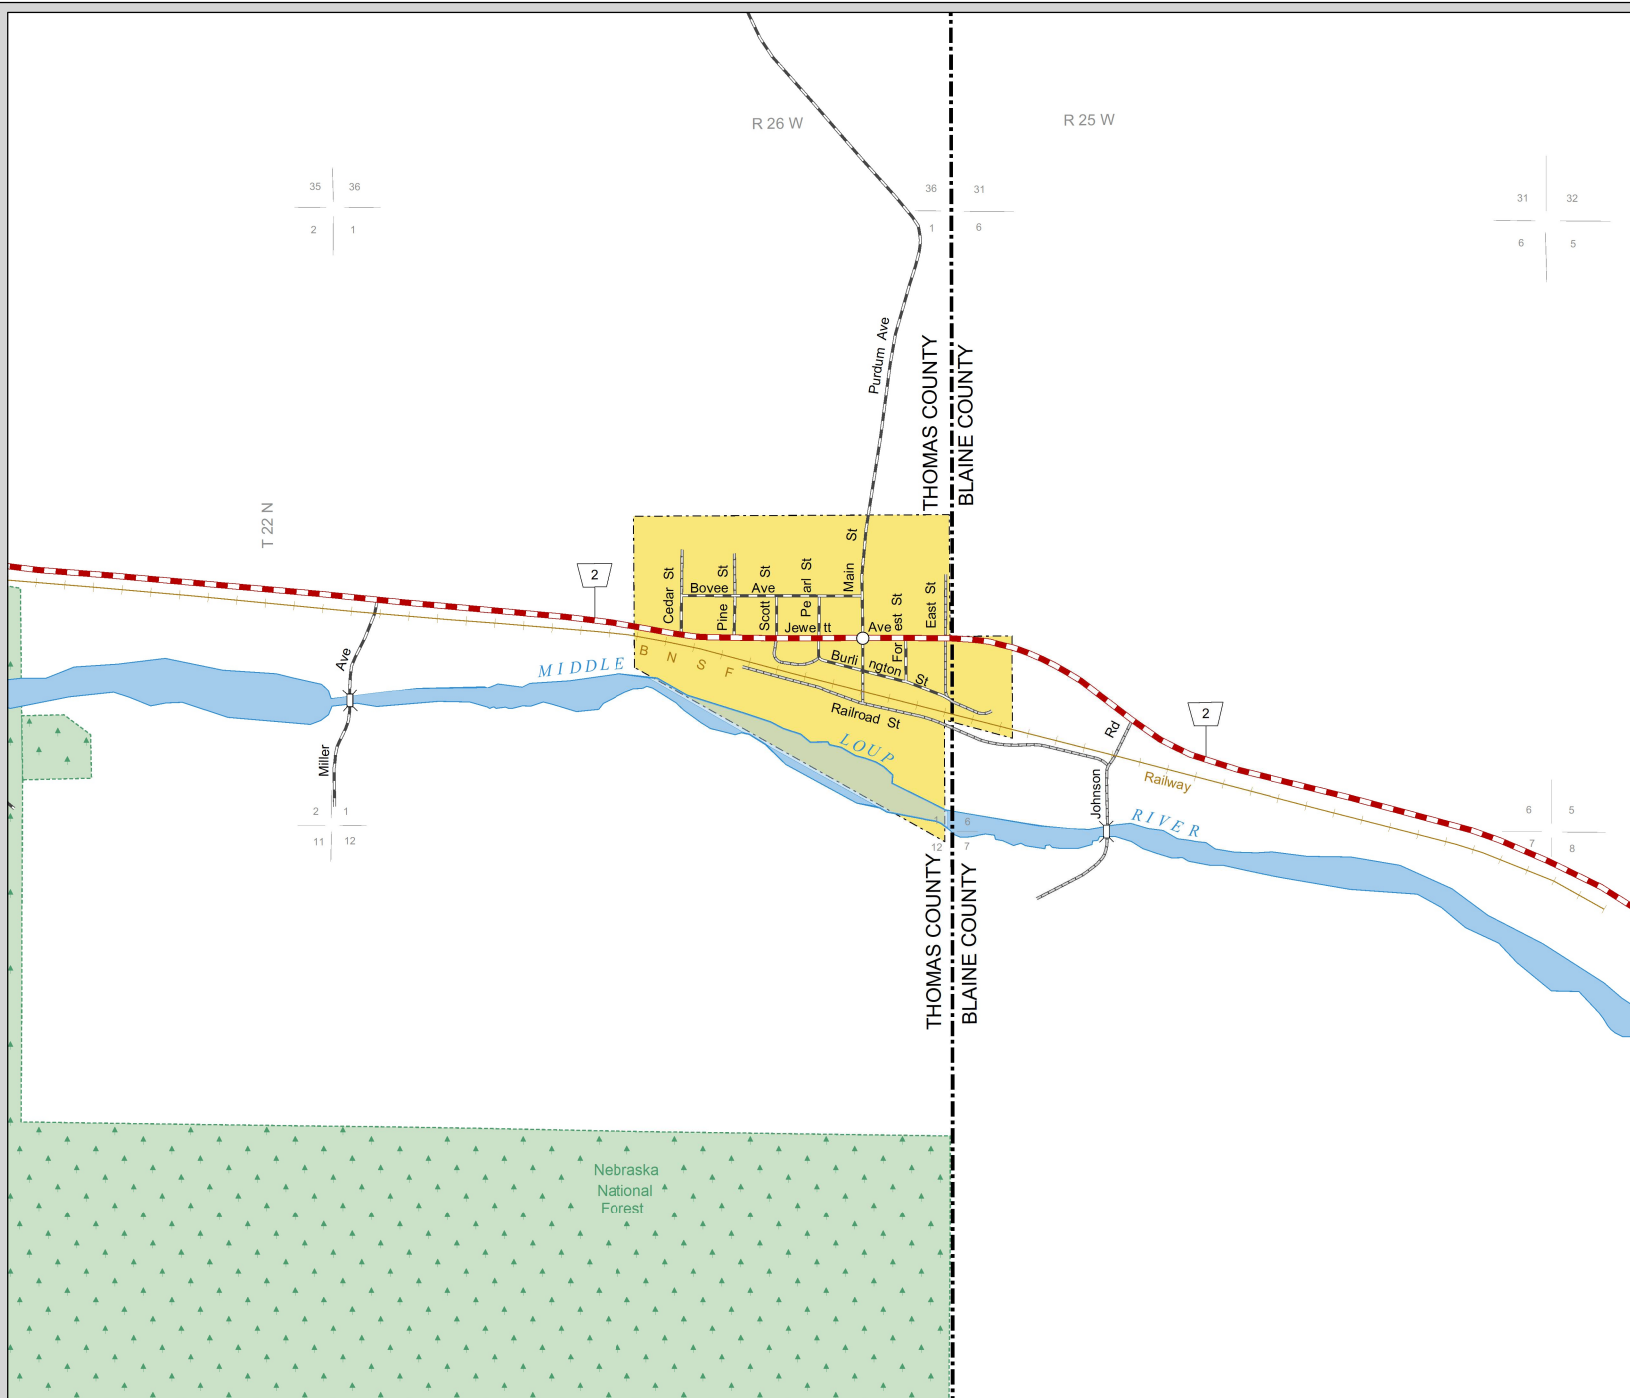 R 26 W
R 25 W
35 36
2 1
36 31
1 6
31 32
6 5
Purdum Ave
THOMAS COUNTY
BLAINE COUNTY
T 22 N
2
Cedar St
Bovee Ave
Pine St
Scott St
Pearl St
Main St
Forest St
East St
Jewett Ave
Burlington St
BNSF
Railroad St
MIDDLE
LOUP
RIVER
Miller Ave
Johnson Rd
2
Railway
2 1
11 12
1 6
12 7
6 5
7 8
THOMAS COUNTY
BLAINE COUNTY
Nebraska
National
Forest